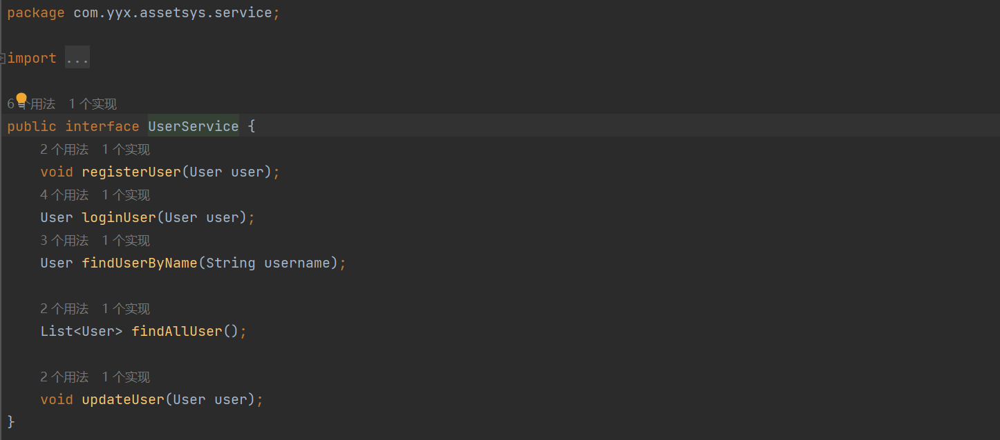 package com.yyx.assetsys.service;
import ...
6 个用法 1 个实现
public interface UserService {
2 个用法 1 个实现
void registerUser(User user);
4 个用法 1 个实现
User loginUser(User user);
3 个用法 1 个实现
User findUserByName(String username);
2 个用法 1 个实现
List<User> findAllUser();
2 个用法 1 个实现
void updateUser(User user);
}